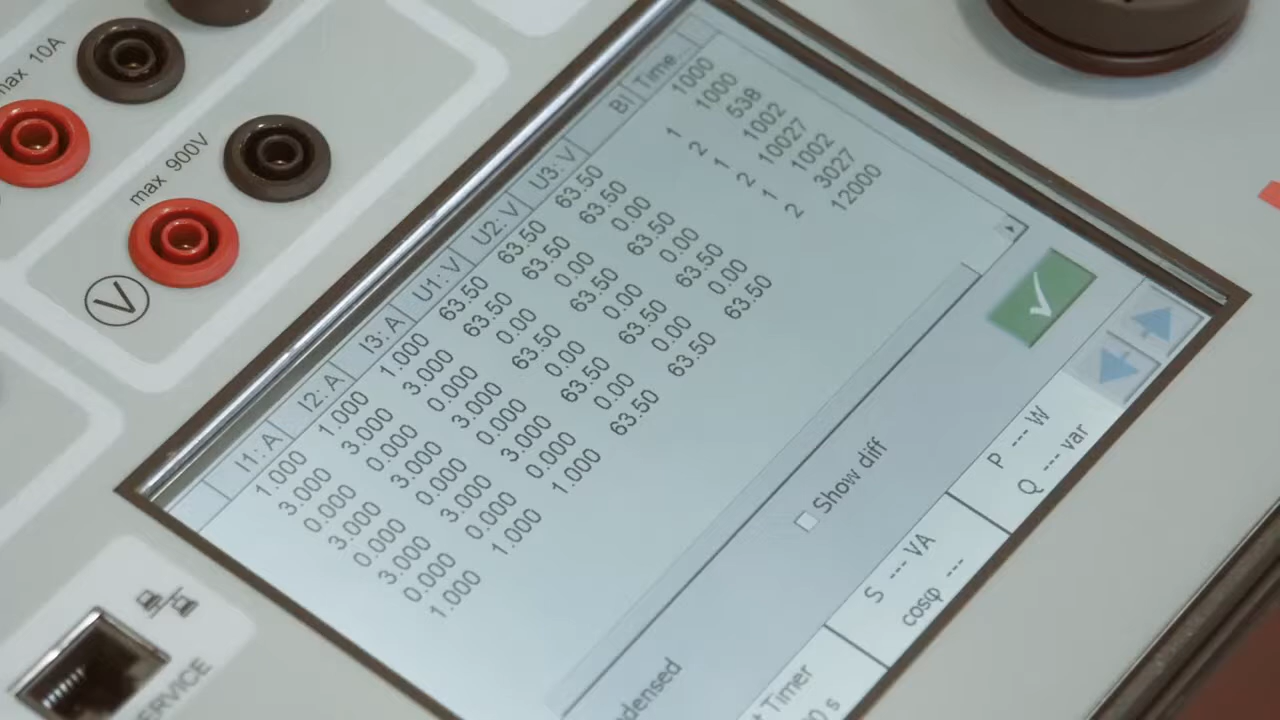 max 10A
max 900V
V
SERVICE
I1: A I2: A I3: A U1: V U2: V U3: V BI Time...
1.000 1.000 1.000 63.50 63.50 63.50 1000
3.000 3.000 3.000 63.50 63.50 63.50 1 1000
0.000 0.000 0.000 0.00 0.00 0.00 2 538
3.000 3.000 3.000 63.50 63.50 63.50 1 1002
0.000 0.000 0.000 0.00 0.00 0.00 2 10027
3.000 3.000 3.000 63.50 63.50 63.50 1 1002
0.000 0.000 0.000 0.00 0.00 0.00 2 3027
1.000 1.000 1.000 63.50 63.50 63.50 12000
Show diff
Timer
S --- VA
cosφ ---
P --- W
Q --- var